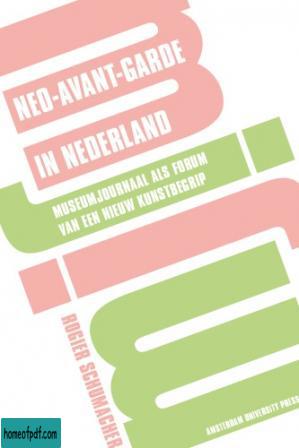 NEO-AVANT-GARDE
IN NEDERLAND
MUSEUMJOURNAAL ALS FORUM
VAN EEN NIEUW KUNSTBEGRIP
ROGIER SCHUMACHER
AMSTERDAM UNIVERSITY PRESS
homeofpdf.com